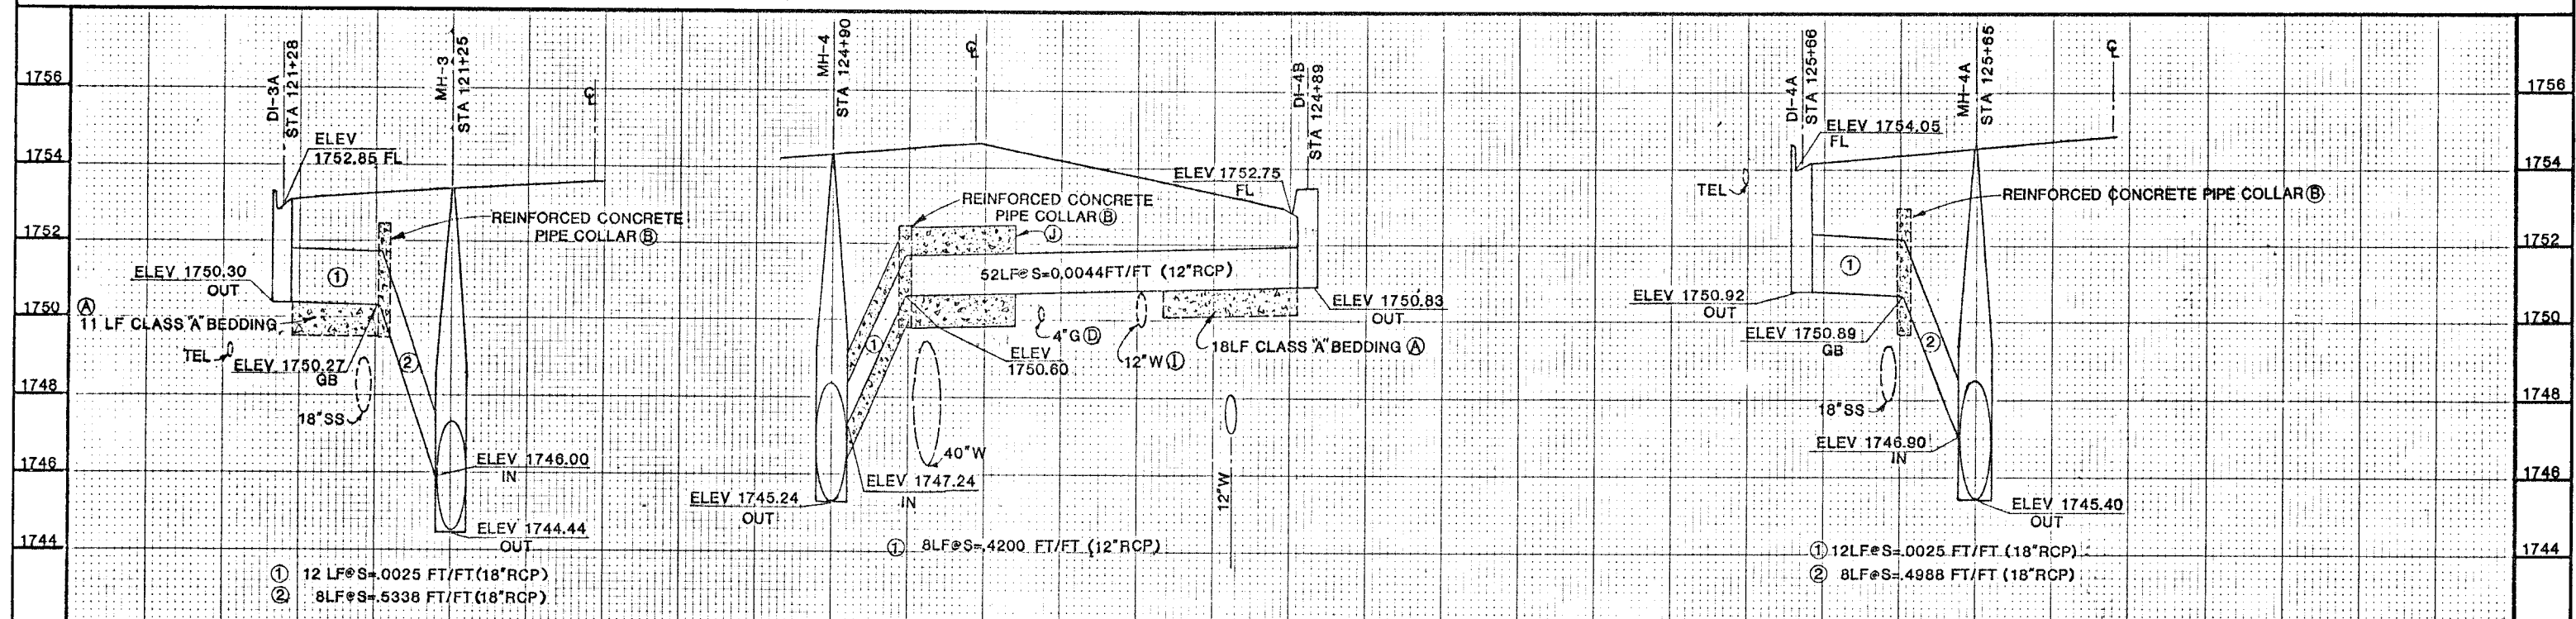 1756
1754
1752
1750
1748
1746
1744
DI-3A
STA 121+28
MH-3
STA 121+25
℄
ELEV
1752.85 FL
REINFORCED CONCRETE
PIPE COLLAR Ⓑ
ELEV 1750.30
OUT
①
Ⓐ
11 LF CLASS "A" BEDDING
TEL
ELEV 1750.27
GB
②
18"SS
ELEV 1746.00
IN
ELEV 1744.44
OUT
① 12 LF@S=.0025 FT/FT(18"RCP)
② 8LF@S=.5338 FT/FT(18"RCP)
MH-4
STA 124+90
℄
DI-4B
STA 124+89
ELEV 1752.75
FL
REINFORCED CONCRETE
PIPE COLLAR Ⓑ
Ⓙ
52LF@S=0.0044FT/FT (12"RCP)
ELEV 1750.83
OUT
4"G Ⓓ
12"W Ⓘ
18LF CLASS "A" BEDDING Ⓐ
①
ELEV
1750.60
40"W
ELEV 1747.24
IN
ELEV 1745.24
OUT
12"W
① 8LF@S=.4200 FT/FT (12"RCP)
DI-4A
STA 125+66
MH-4A
STA 125+65
℄
ELEV 1754.05
FL
TEL
REINFORCED CONCRETE PIPE COLLAR Ⓑ
①
ELEV 1750.92
OUT
ELEV 1750.89
GB
②
18"SS
ELEV 1746.90
IN
ELEV 1745.40
OUT
① 12LF@S=.0025 FT/FT (18"RCP)
② 8LF@S=.4988 FT/FT (18"RCP)
1756
1754
1752
1750
1748
1746
1744